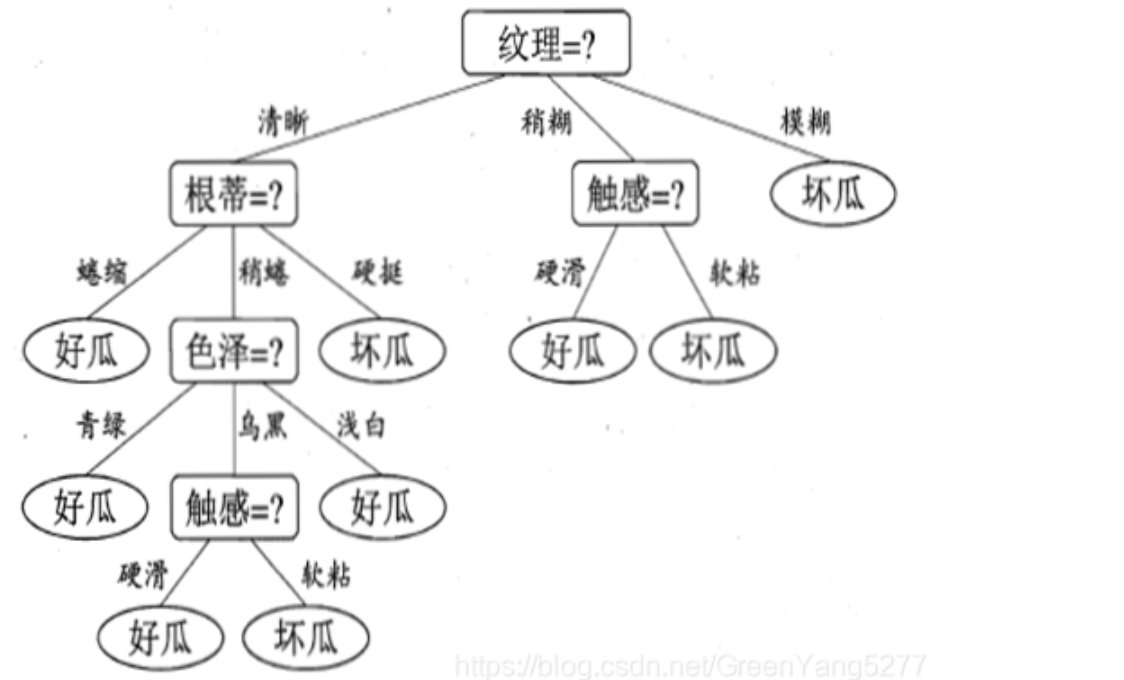 纹理=?
清晰 稍糊 模糊
根蒂=? 触感=? 坏瓜
蜷缩 稍蜷 硬挺 硬滑 软粘
好瓜 色泽=? 坏瓜 好瓜 坏瓜
青绿 乌黑 浅白
好瓜 触感=? 好瓜
硬滑 软粘
好瓜 坏瓜
https://blog.csdn.net/GreenYang5277